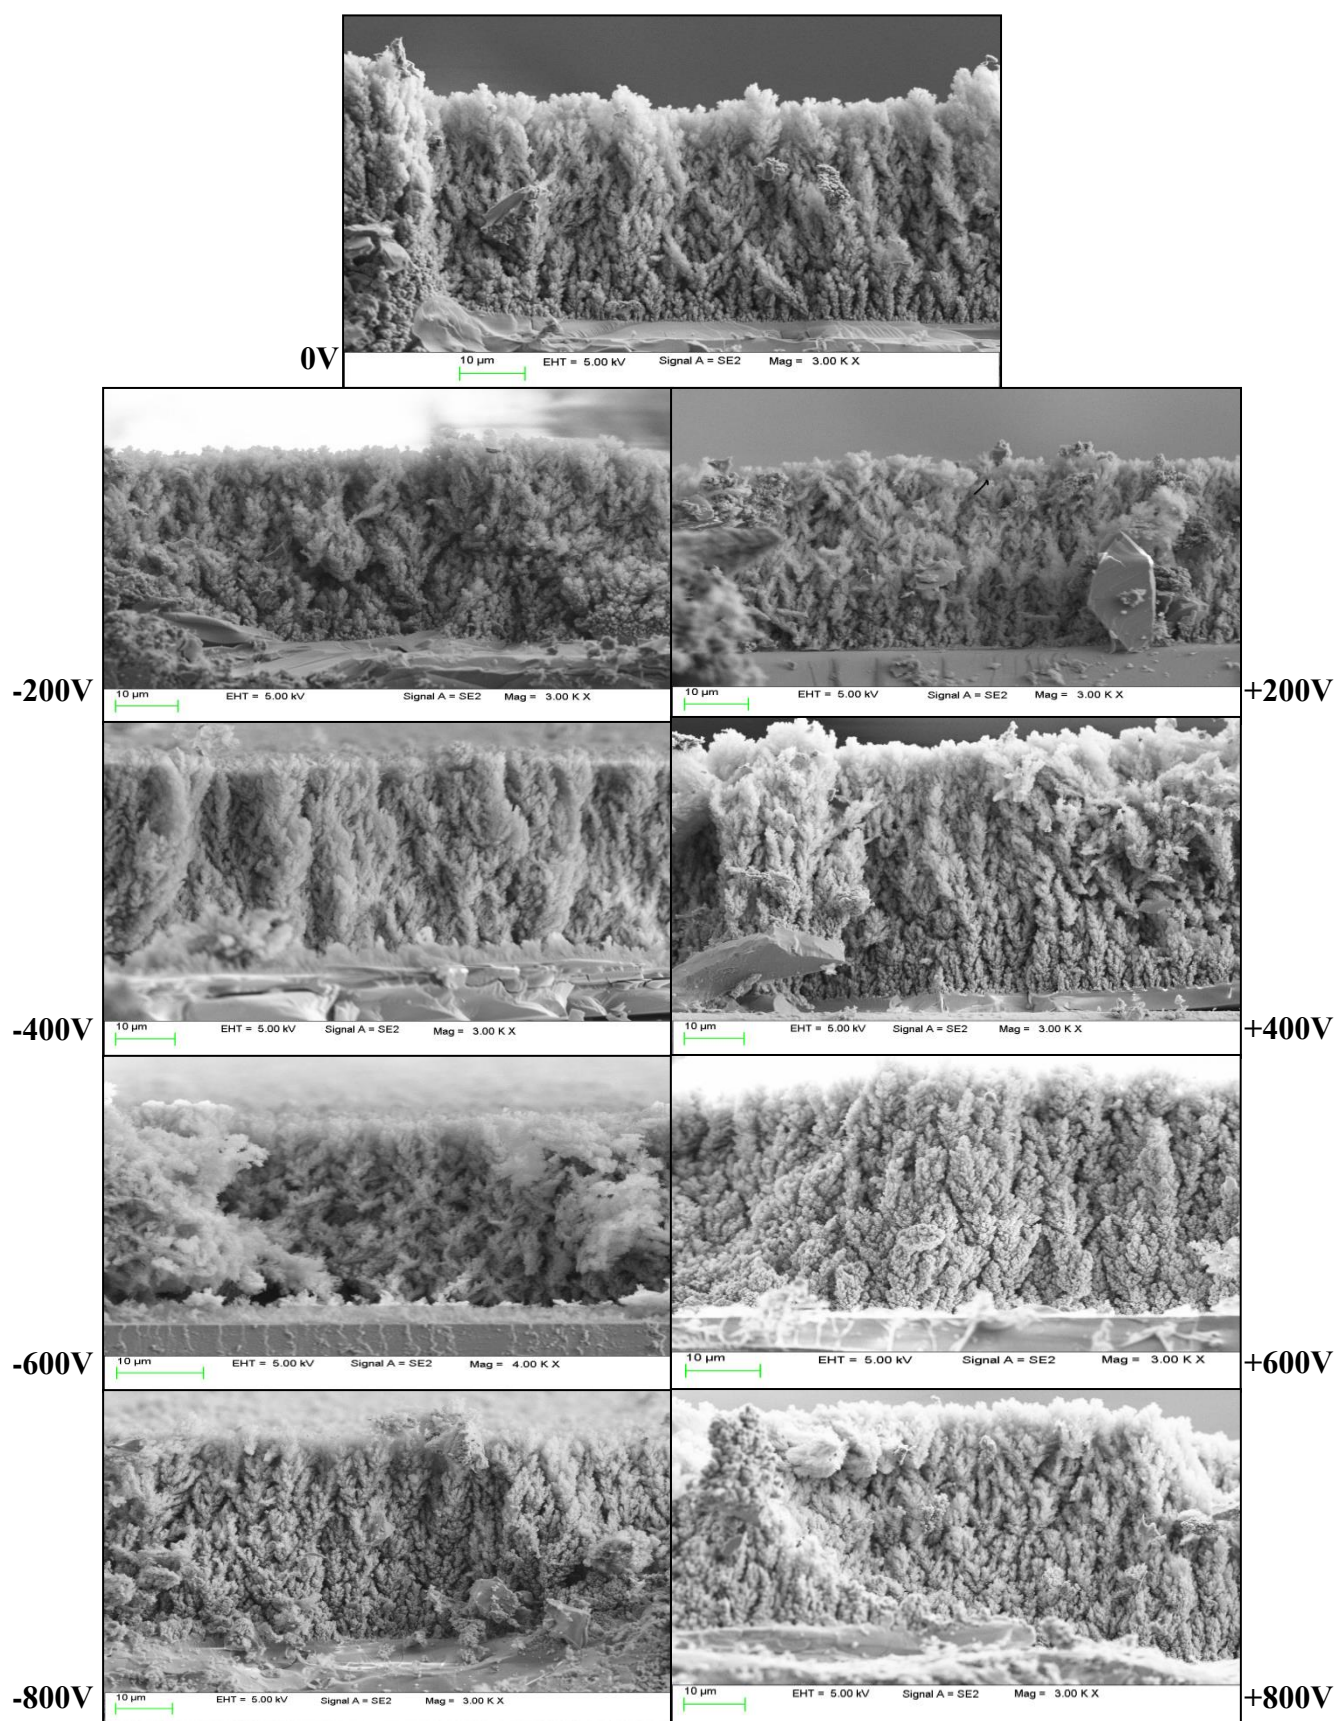 0V
10 µm EHT = 5.00 kV Signal A = SE2 Mag = 3.00 K X
-200V
10 µm EHT = 5.00 kV Signal A = SE2 Mag = 3.00 K X
10 µm EHT = 5.00 kV Signal A = SE2 Mag = 3.00 K X
+200V
-400V
10 µm EHT = 5.00 kV Signal A = SE2 Mag = 3.00 K X
10 µm EHT = 5.00 kV Signal A = SE2 Mag = 3.00 K X
+400V
-600V
10 µm EHT = 5.00 kV Signal A = SE2 Mag = 4.00 K X
10 µm EHT = 5.00 kV Signal A = SE2 Mag = 3.00 K X
+600V
-800V
10 µm EHT = 5.00 kV Signal A = SE2 Mag = 3.00 K X
10 µm EHT = 5.00 kV Signal A = SE2 Mag = 3.00 K X
+800V